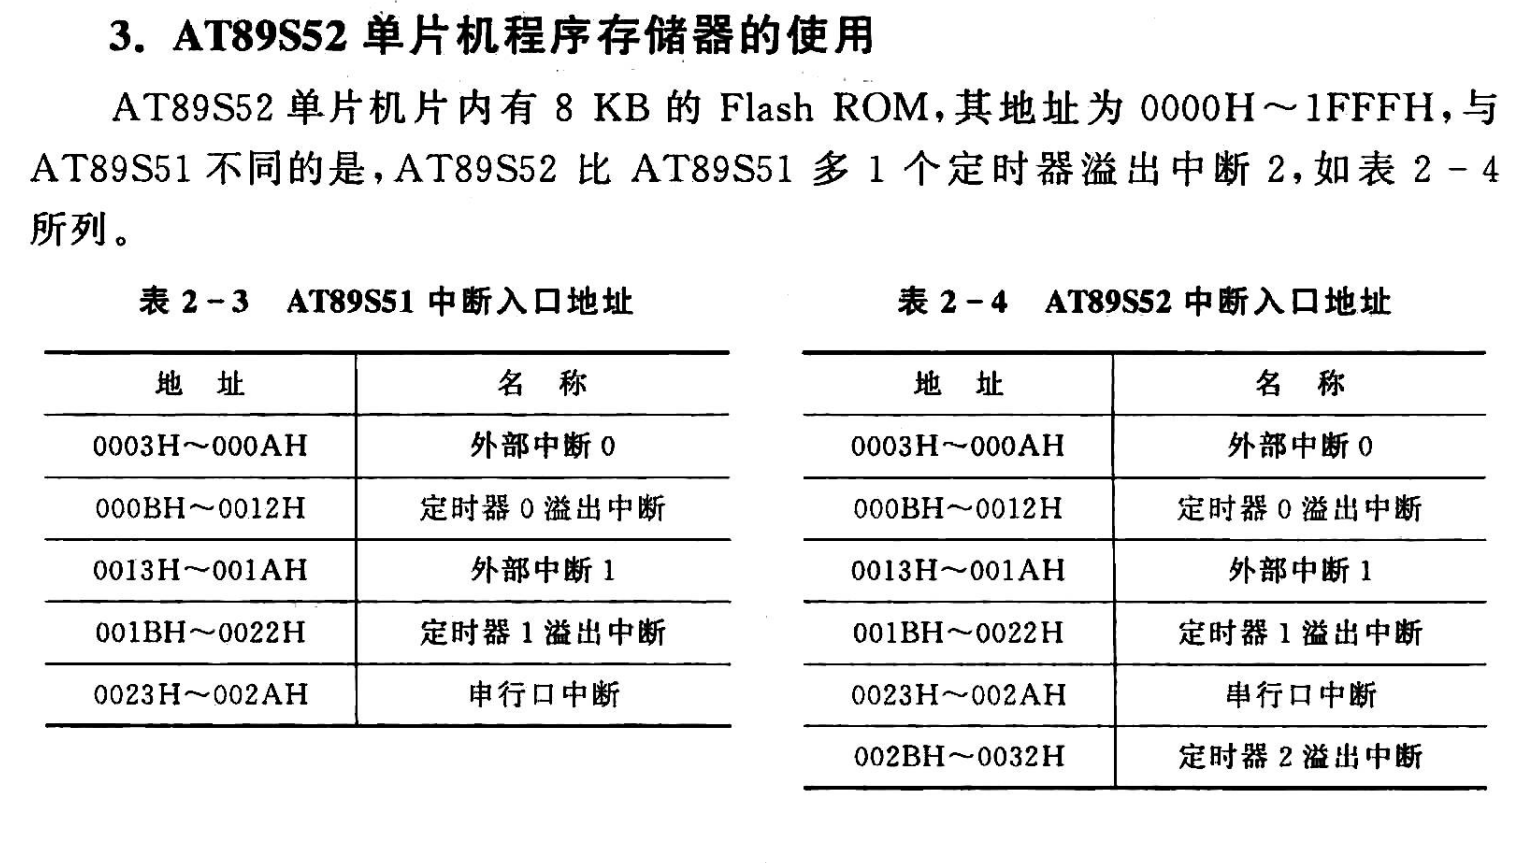 3. AT89S52 单片机程序存储器的使用
AT89S52 单片机片内有 8 KB 的 Flash ROM,其地址为 0000H~1FFFH,与
AT89S51 不同的是,AT89S52 比 AT89S51 多 1 个定时器溢出中断 2,如表 2-4
所列。
表 2-3 AT89S51 中断入口地址
地 址 名 称
0003H~000AH 外部中断 0
000BH~0012H 定时器 0 溢出中断
0013H~001AH 外部中断 1
001BH~0022H 定时器 1 溢出中断
0023H~002AH 串行口中断
表 2-4 AT89S52 中断入口地址
地 址 名 称
0003H~000AH 外部中断 0
000BH~0012H 定时器 0 溢出中断
0013H~001AH 外部中断 1
001BH~0022H 定时器 1 溢出中断
0023H~002AH 串行口中断
002BH~0032H 定时器 2 溢出中断